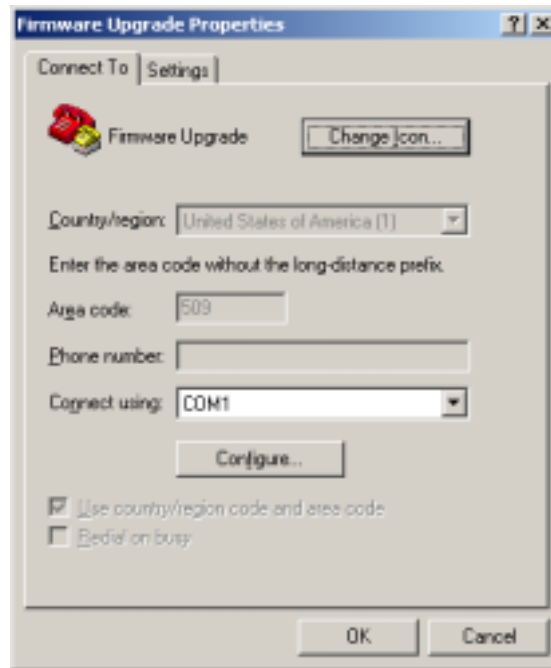 Firmware Upgrade Properties
Connect To Settings
Firmware Upgrade Change Icon...
Country/region: United States of America (1)
Enter the area code without the long-distance prefix.
Area code: 509
Phone number:
Connect using: COM1
Configure...
Use country/region code and area code
Redial on busy
OK Cancel